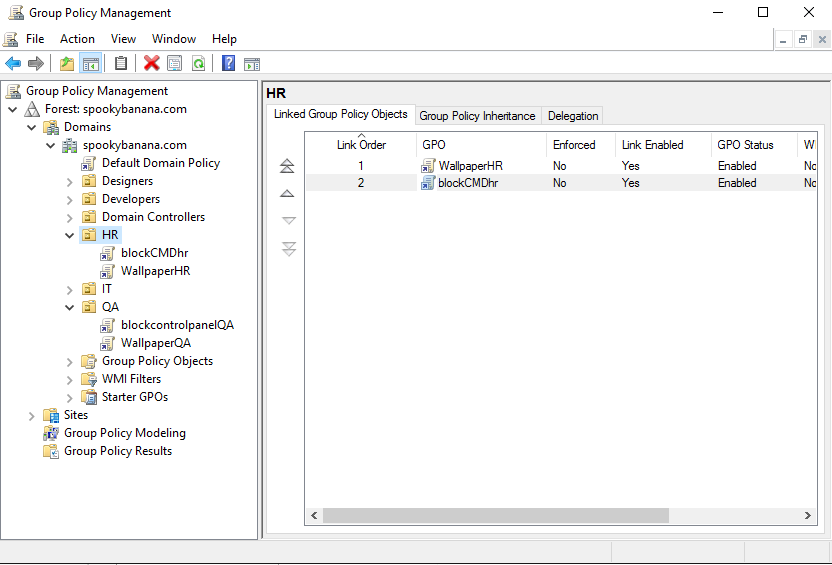 Group Policy Management
File Action View Window Help
Group Policy Management
Forest: spookybanana.com
Domains
spookybanana.com
Default Domain Policy
Designers
Developers
Domain Controllers
HR
blockCMDhr
WallpaperHR
IT
QA
blockcontrolpanelQA
WallpaperQA
Group Policy Objects
WMI Filters
Starter GPOs
Sites
Group Policy Modeling
Group Policy Results
HR
Linked Group Policy Objects Group Policy Inheritance Delegation
Link Order GPO Enforced Link Enabled GPO Status W
1 WallpaperHR No Yes Enabled No
2 blockCMDhr No Yes Enabled No